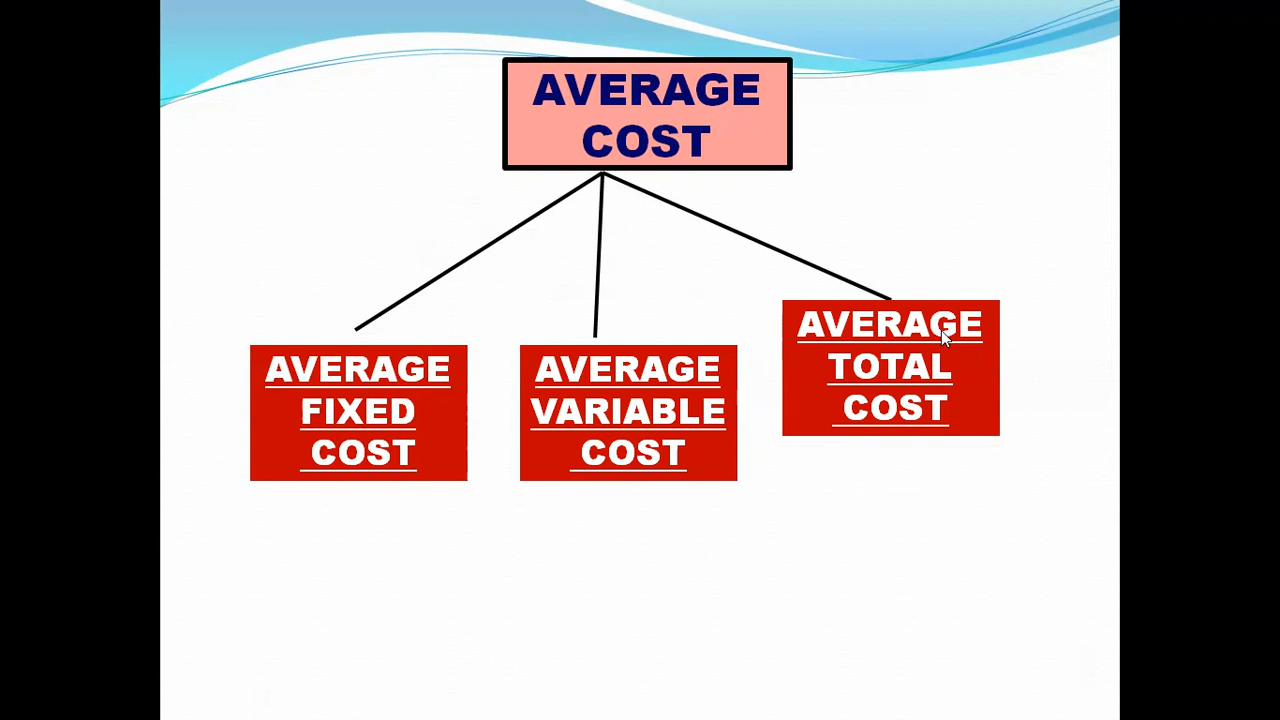 AVERAGE
COST
AVERAGE
FIXED
COST
AVERAGE
VARIABLE
COST
AVERAGE
TOTAL
COST